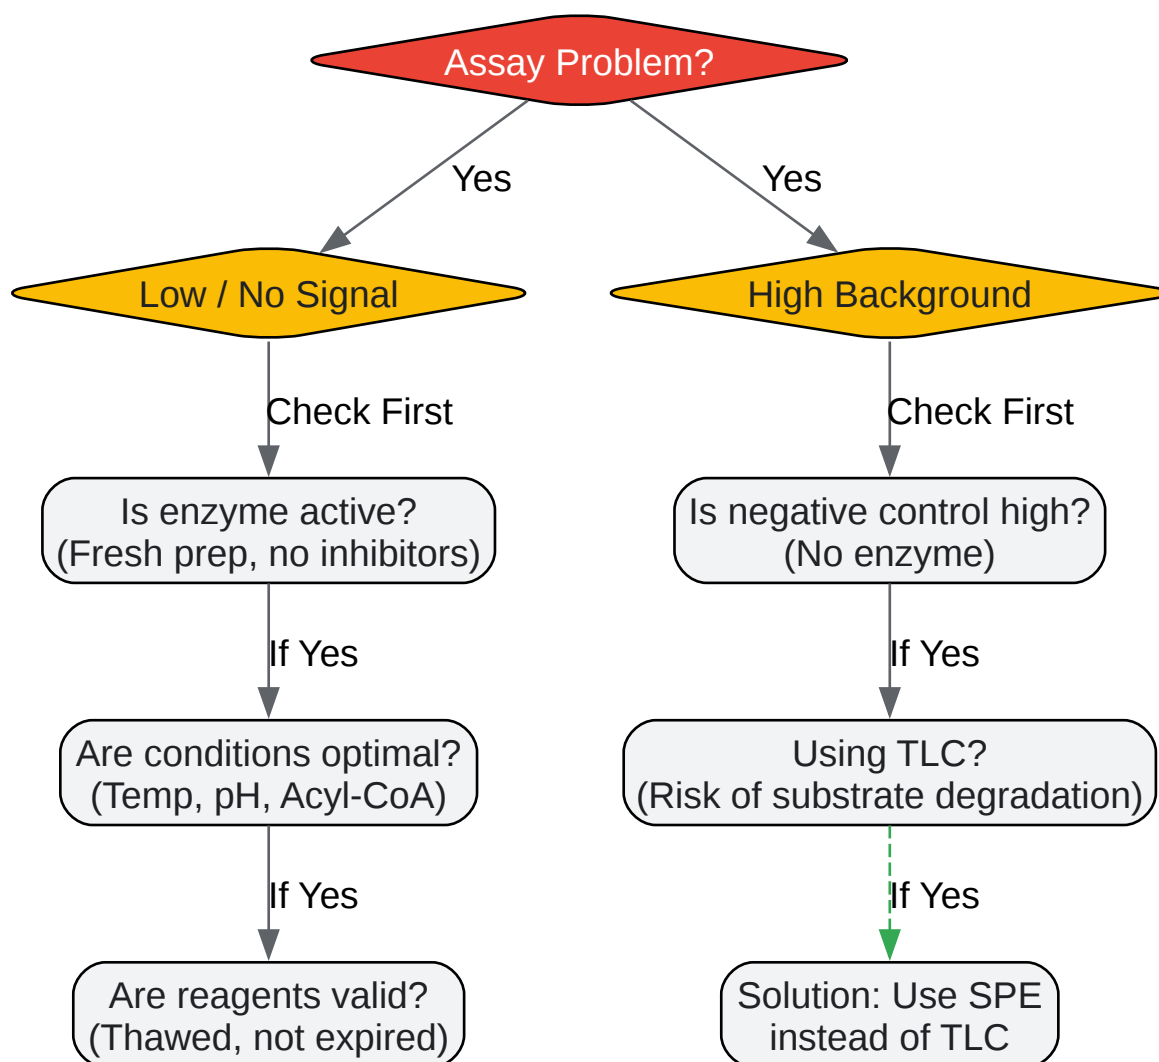 Assay Problem?
Yes
Yes
Low / No Signal
High Background
Check First
Check First
Is enzyme active?
(Fresh prep, no inhibitors)
Is negative control high?
(No enzyme)
If Yes
If Yes
Are conditions optimal?
(Temp, pH, Acyl-CoA)
Using TLC?
(Risk of substrate degradation)
If Yes
If Yes
Are reagents valid?
(Thawed, not expired)
Solution: Use SPE
instead of TLC